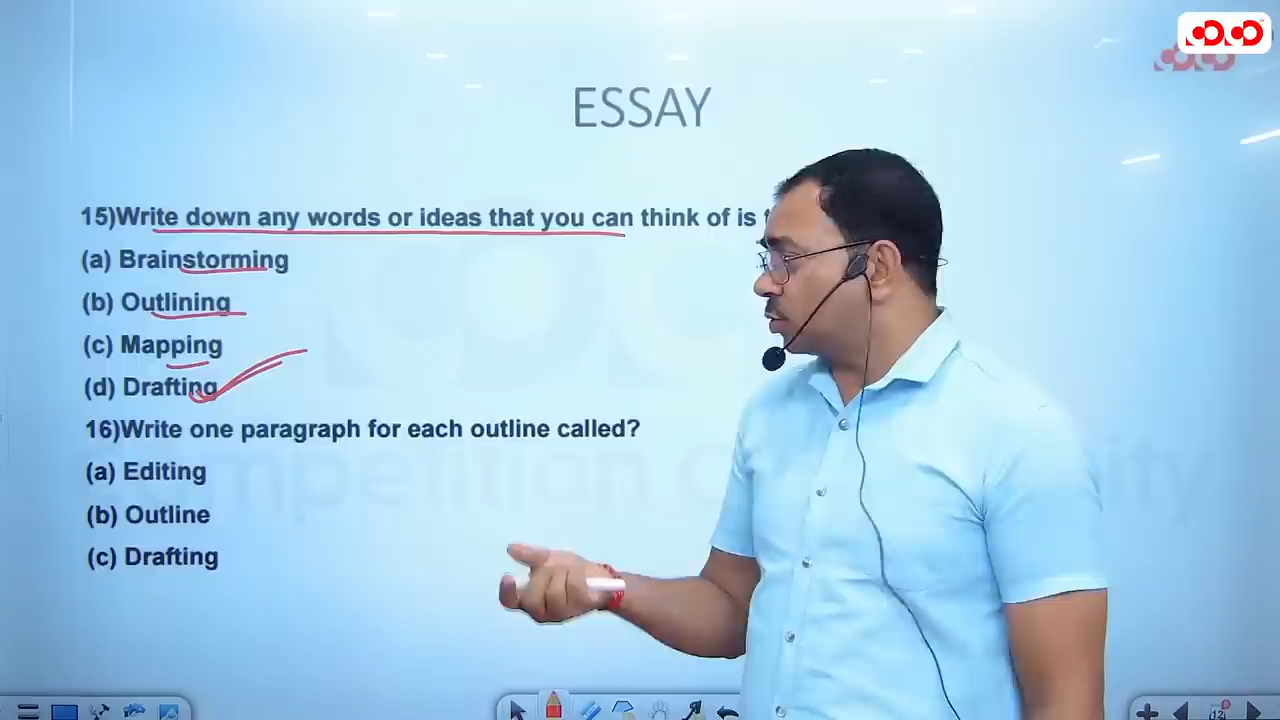 ESSAY
15)Write down any words or ideas that you can think of is
(a) Brainstorming
(b) Outlining
(c) Mapping
(d) Drafting
16)Write one paragraph for each outline called?
(a) Editing
(b) Outline
(c) Drafting